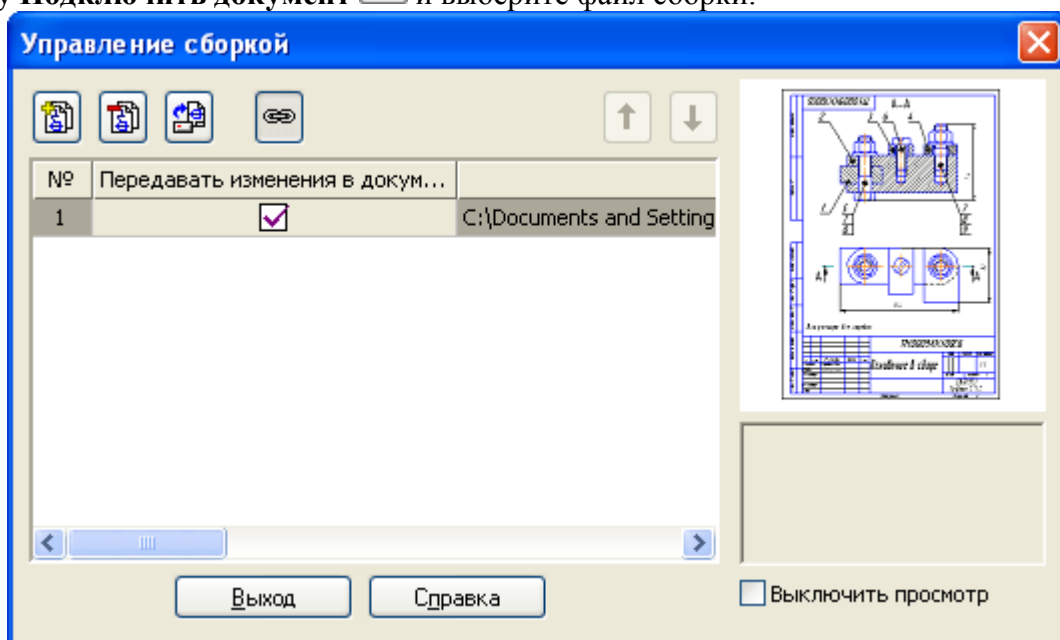 Подключить документ и выберите файл сборки.
Управление сборкой
№ Передавать изменения в докум...
1 C:\Documents and Setting
А-А
Выход Справка Выключить просмотр